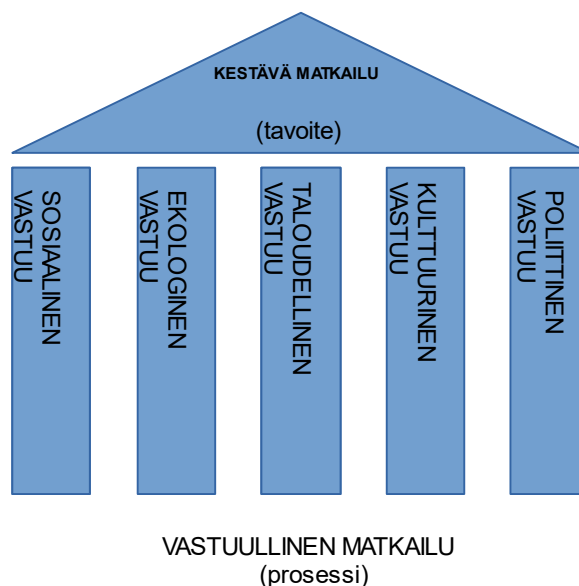 KESTÄVÄ MATKAILU
(tavoite)
SOSIAALINEN
VASTUU
EKOLOGINEN
VASTUU
TALOUDELLINEN
VASTUU
KULTTUURINEN
VASTUU
POLIITTINEN
VASTUU
VASTUULLINEN MATKAILU
(prosessi)